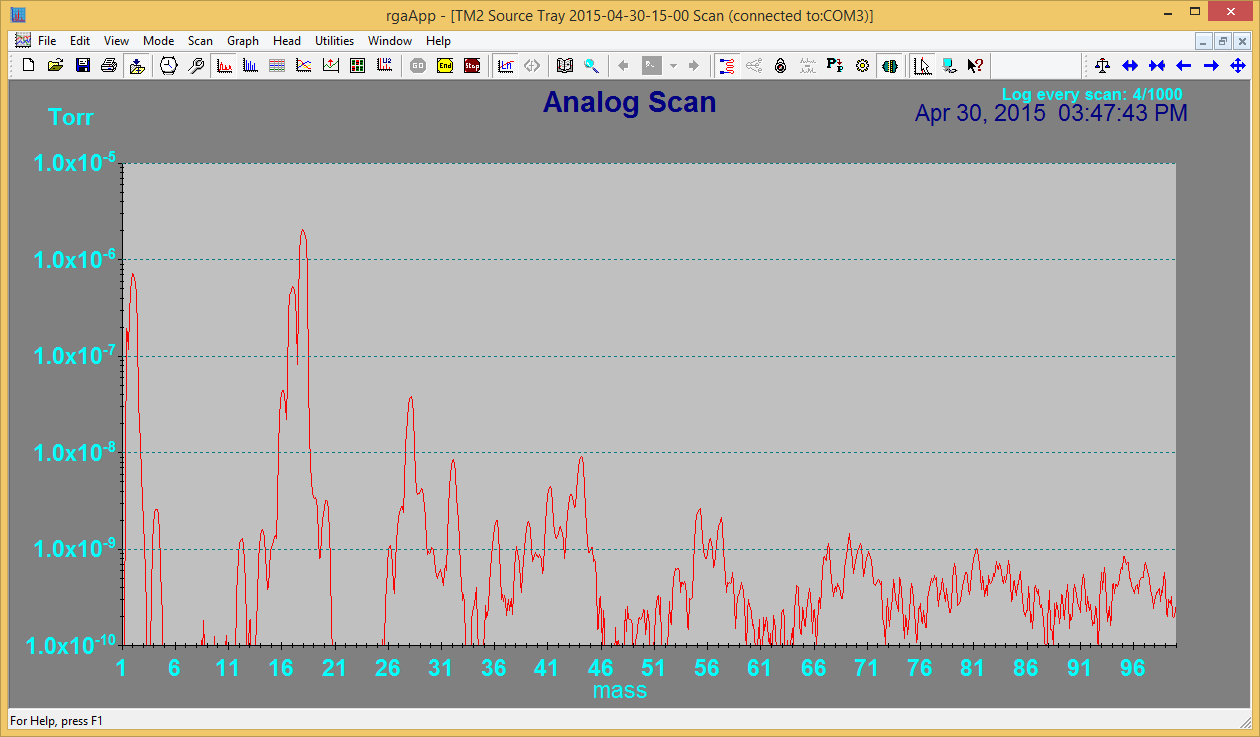 rgaApp - [TM2 Source Tray 2015-04-30-15-00 Scan (connected to:COM3)]
File Edit View Mode Scan Graph Head Utilities Window Help
GO End Stop
Log every scan: 4/1000
Analog Scan
Apr 30, 2015 03:47:43 PM
Torr
1.0x10-5
1.0x10-6
1.0x10-7
1.0x10-8
1.0x10-9
1.0x10-10
1 6 11 16 21 26 31 36 41 46 51 56 61 66 71 76 81 86 91 96
mass
For Help, press F1